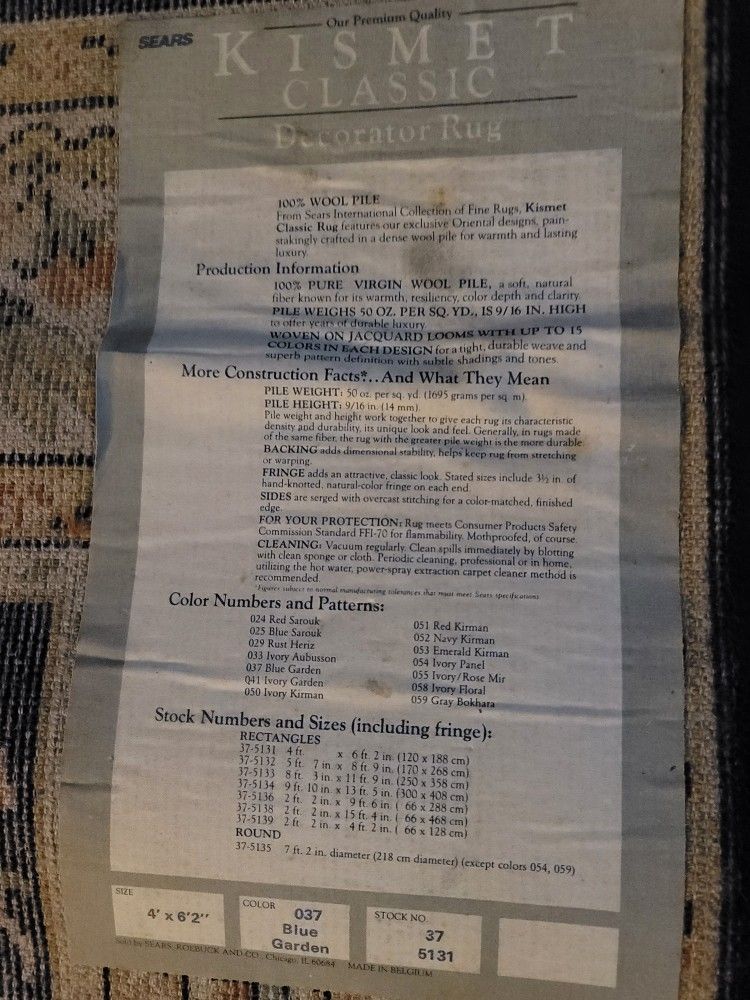 Our Premium Quality
SEARS
KISMET
CLASSIC
Decorator Rug
100% WOOL PILE
From Sears International Collection of Fine Rugs, Kismet
Classic Rug features our exclusive Oriental designs, pain-
stakingly crafted in a dense wool pile for warmth and lasting
luxury.
Production Information
100% PURE VIRGIN WOOL PILE, a soft, natural
fiber known for its warmth, resiliency, color depth and clarity.
PILE WEIGHS 50 OZ. PER SQ. YD., IS 9/16 IN. HIGH
to offer years of durable luxury.
WOVEN ON JACQUARD LOOMS WITH UP TO 15
COLORS IN EACH DESIGN for a tight, durable weave and
superb pattern definition with subtle shadings and tones.
More Construction Facts*...And What They Mean
PILE WEIGHT: 50 oz. per sq. yd. (1695 grams per sq. m).
PILE HEIGHT: 9/16 in. (14 mm).
Pile weight and height work together to give each rug its characteristic
density and durability, its unique look and feel. Generally, in rugs made
of the same fiber, the rug with the greater pile weight is the more durable.
BACKING adds dimensional stability, helps keep rug from stretching
or warping.
FRINGE adds an attractive, classic look. Stated sizes include 3½ in. of
hand-knotted, natural-color fringe on each end.
SIDES are serged with overcast stitching for a color-matched, finished
edge.
FOR YOUR PROTECTION: Rug meets Consumer Products Safety
Commission Standard FFI-70 for flammability. Mothproofed, of course.
CLEANING: Vacuum regularly. Clean spills immediately by blotting
with clean sponge or cloth. Periodic cleaning, professional or in home,
utilizing the hot water, power-spray extraction carpet cleaner method is
recommended.
*Figures subject to normal manufacturing tolerances that must meet Sears specifications.
Color Numbers and Patterns:
024 Red Sarouk
025 Blue Sarouk
029 Rust Heriz
033 Ivory Aubusson
037 Blue Garden
041 Ivory Garden
050 Ivory Kirman
051 Red Kirman
052 Navy Kirman
053 Emerald Kirman
054 Ivory Panel
055 Ivory/Rose Mir
058 Ivory Floral
059 Gray Bokhara
Stock Numbers and Sizes (including fringe):
RECTANGLES
37-5131 4 ft. x 6 ft. 2 in. (120 x 188 cm)
37-5132 5 ft. 7 in x 8 ft. 9 in. (170 x 268 cm)
37-5133 8 ft. 3 in x 11 ft. 9 in. (250 x 358 cm)
37-5134 9 ft. 10 in x 13 ft. 5 in. (300 x 408 cm)
37-5136 2 ft. 2 in. x 9 ft. 6 in. ( 66 x 288 cm)
37-5138 2 ft. 2 in. x 15 ft. 4 in. ( 66 x 468 cm)
37-5139 2 ft. 2 in. x 4 ft. 2 in. ( 66 x 128 cm)
ROUND
37-5135 7 ft. 2 in. diameter (218 cm diameter) (except colors 054, 059)
SIZE
4' x 6'2"
COLOR
037
Blue
Garden
STOCK NO.
37
5131
Sold by SEARS, ROEBUCK AND CO., Chicago, IL 60684 MADE IN BELGIUM